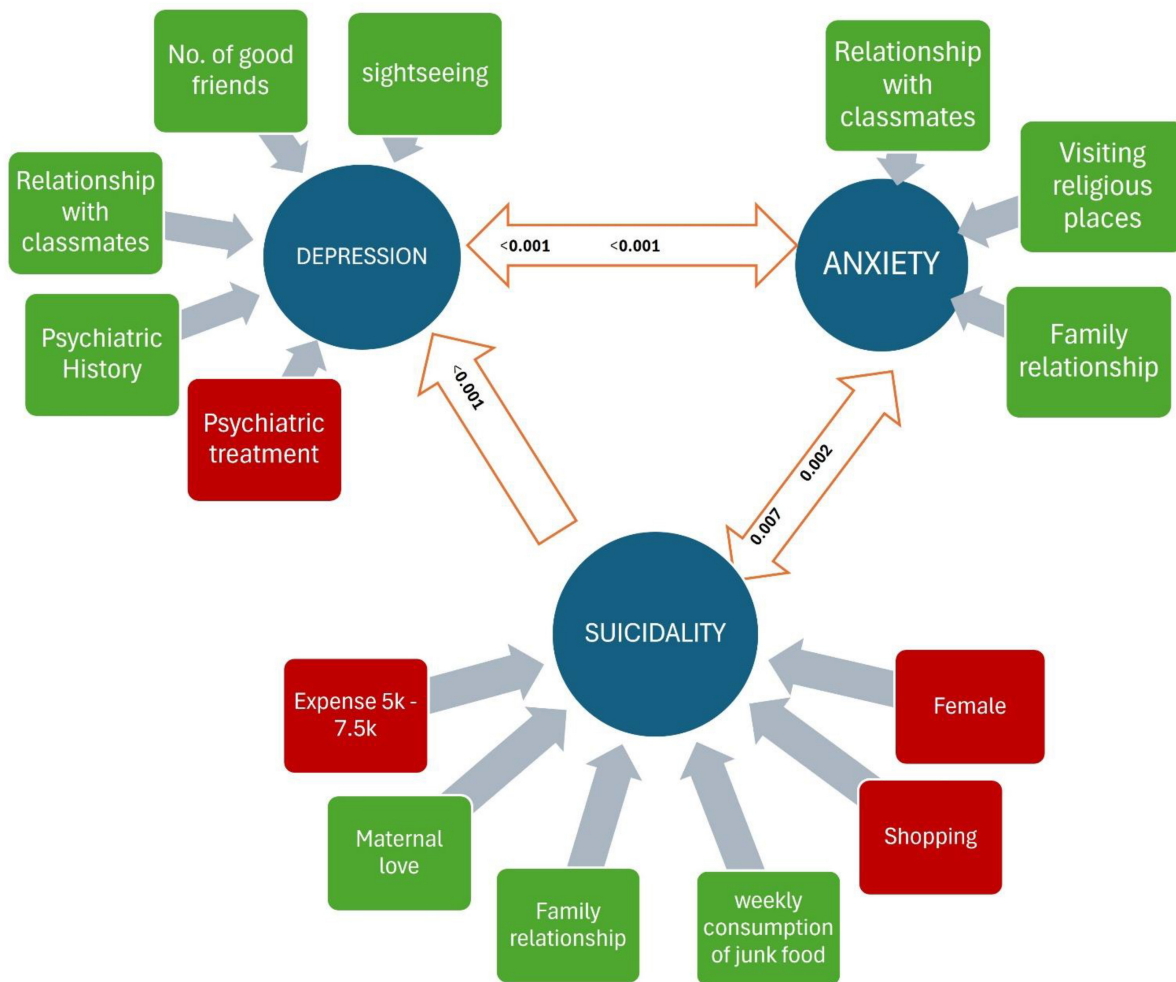 No. of good
friends
sightseeing
Relationship
with
classmates
Psychiatric
History
Psychiatric
treatment
DEPRESSION
<0.001
<0.001
Relationship
with
classmates
Visiting
religious
places
Family
relationship
ANXIETY
<0.001
0.002
0.007
SUICIDALITY
Expense 5k -
7.5k
Maternal
love
Family
relationship
weekly
consumption
of junk food
Shopping
Female